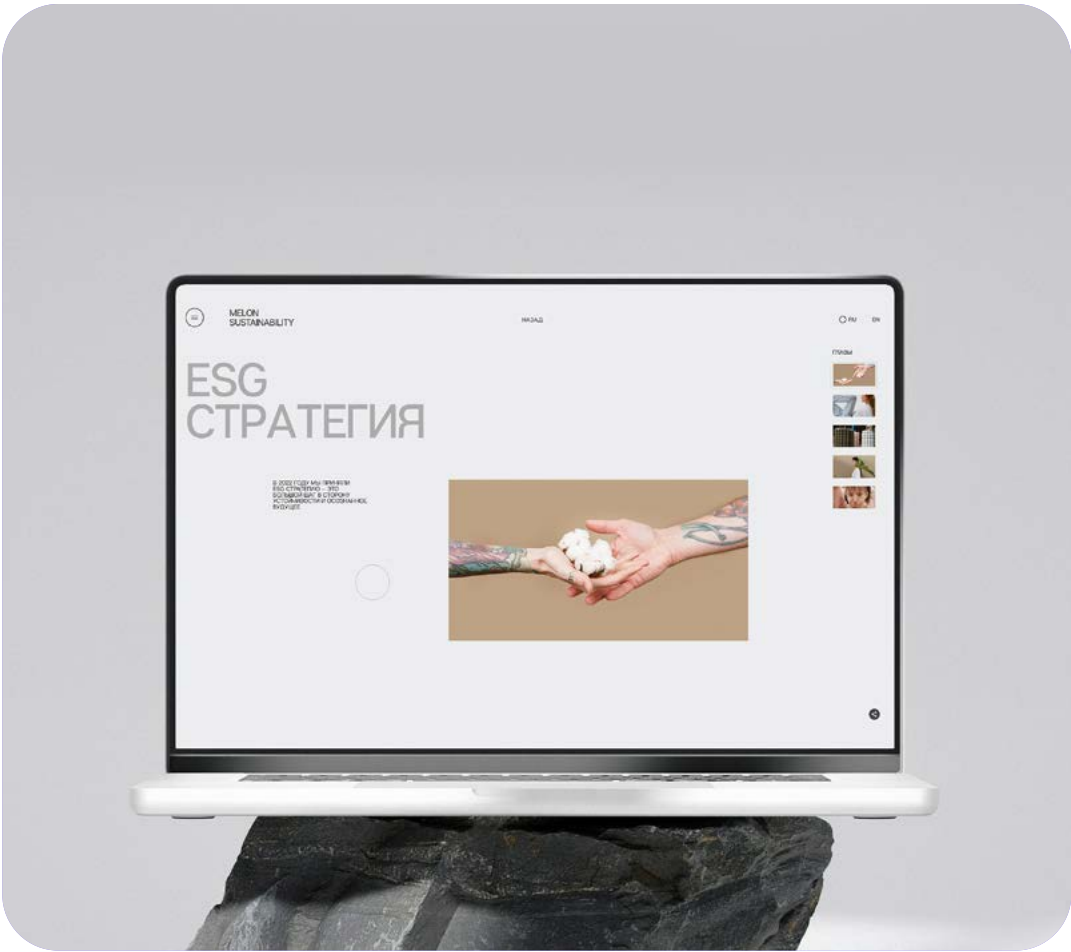 MELON
SUSTAINABILITY
НАЗАД
RU
EN
ГЛАВЫ
ESG
СТРАТЕГИЯ
В 2022 ГОДУ МЫ ПРИНЯЛИ
ESG СТРАТЕГИЮ – ЭТО
БОЛЬШОЙ ШАГ В СТОРОНУ
УСТОЙЧИВОСТИ И ОСОЗНАННОЕ
БУДУЩЕЕ